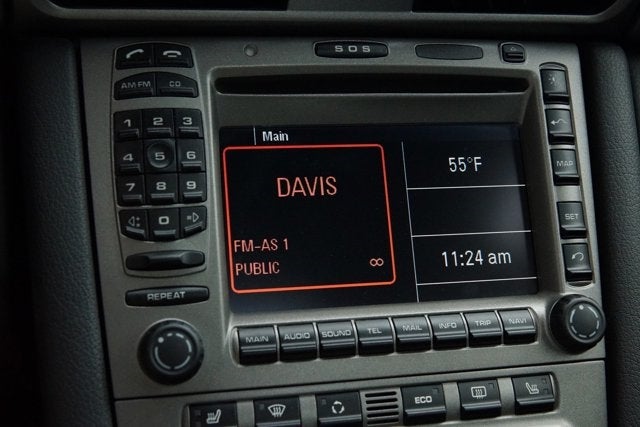 SOS
AM FM CD
Main
1 2 3
4 5 6
7 8 9
0
DAVIS
55°F
MAP
FM-AS 1
PUBLIC ∞
11:24 am
SET
REPEAT
MAIN AUDIO SOUND TEL MAIL INFO TRIP NAVI
ECO